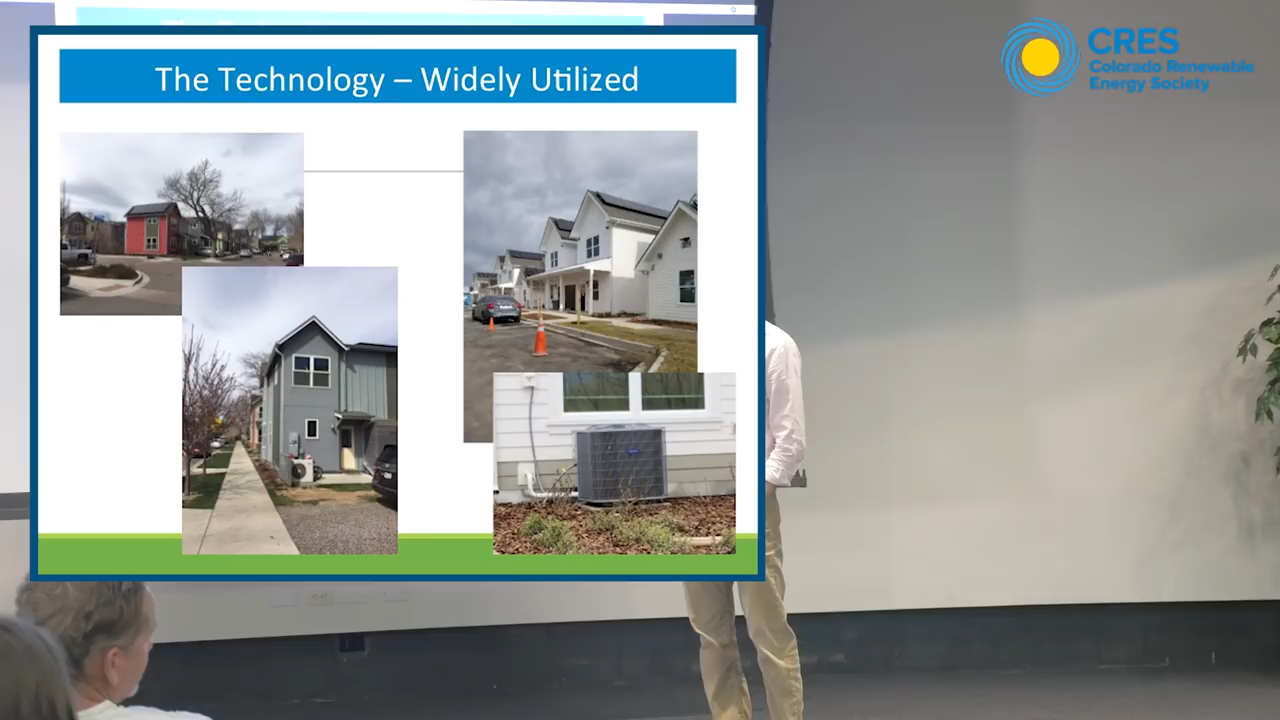 The Technology – Widely Utilized
CRES
Colorado Renewable
Energy Society